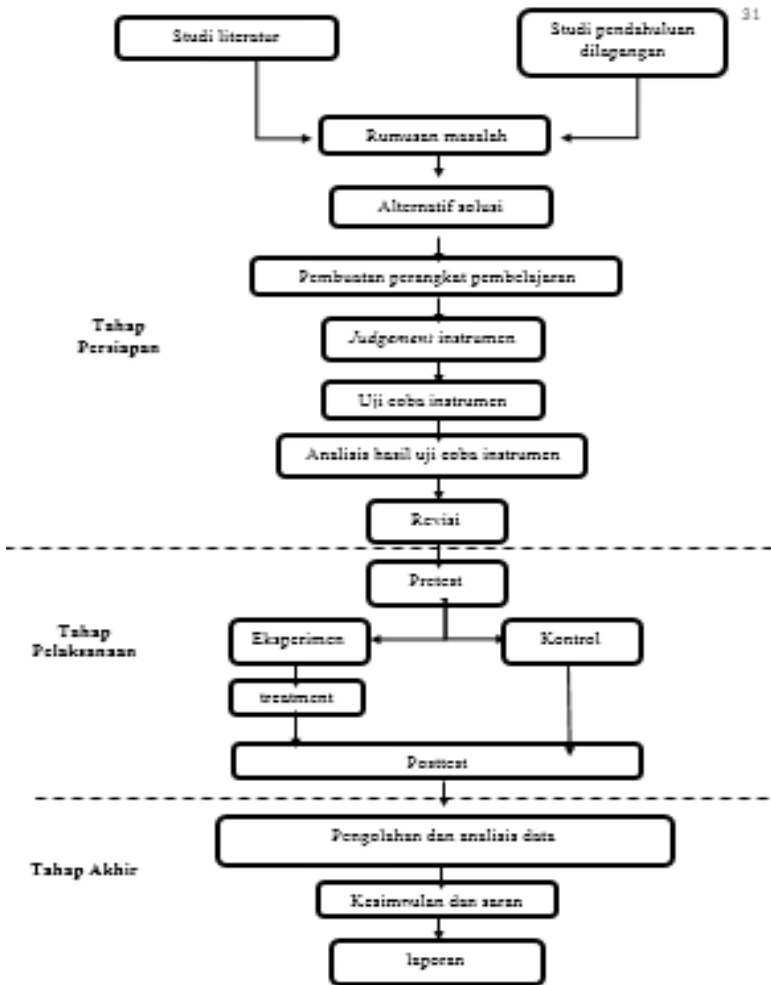 31
Studi literatur
Studi pendahuluan
dilapangan
Rumusan masalah
Alternatif solusi
Pembuatan perangkat pembelajaran
Tahap
Persiapan
Judgement instrumen
Uji coba instrumen
Analisis hasil uji coba instrumen
Revisi
Pretest
Tahap
Pelaksanaan
Eksperimen
Kontrol
treatment
Posttest
Pengolahan dan analisis data
Tahap Akhir
Kesimpulan dan saran
laporan